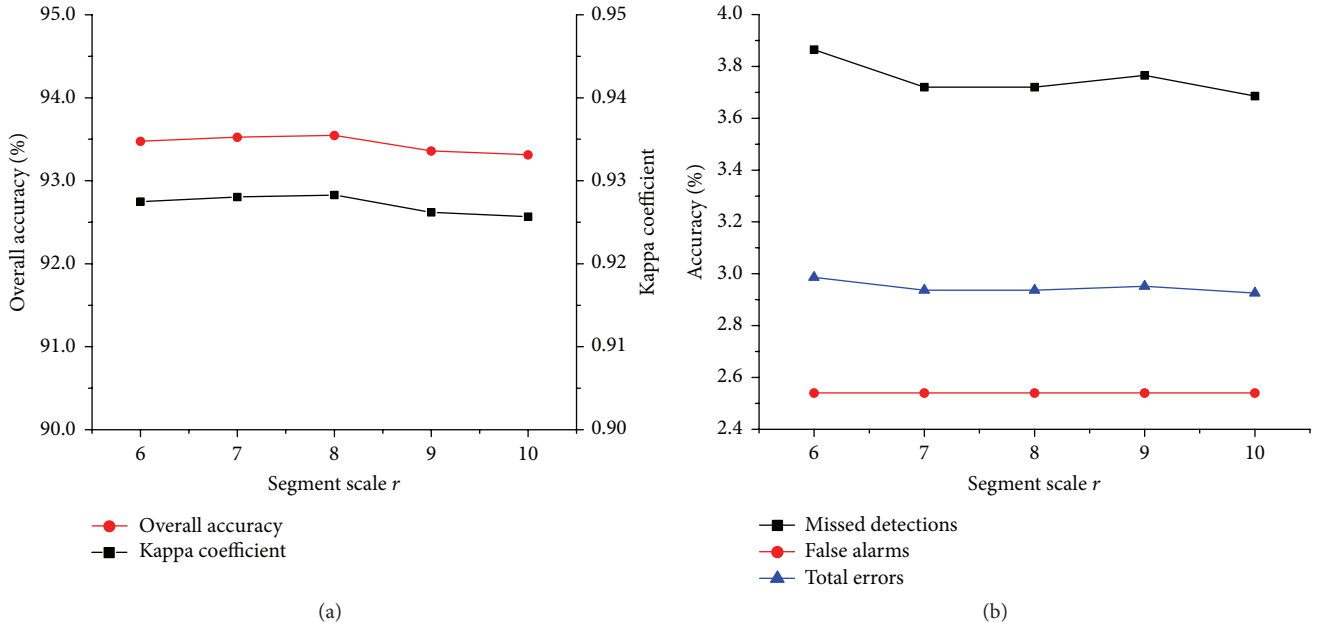 95.0
94.0
93.0
92.0
91.0
90.0
Overall accuracy (%)
0.95
0.94
0.93
0.92
0.91
0.90
Kappa coefficient
6 7 8 9 10
Segment scale r
Overall accuracy
Kappa coefficient
(a)
4.0
3.8
3.6
3.4
3.2
3.0
2.8
2.6
2.4
Accuracy (%)
6 7 8 9 10
Segment scale r
Missed detections
False alarms
Total errors
(b)